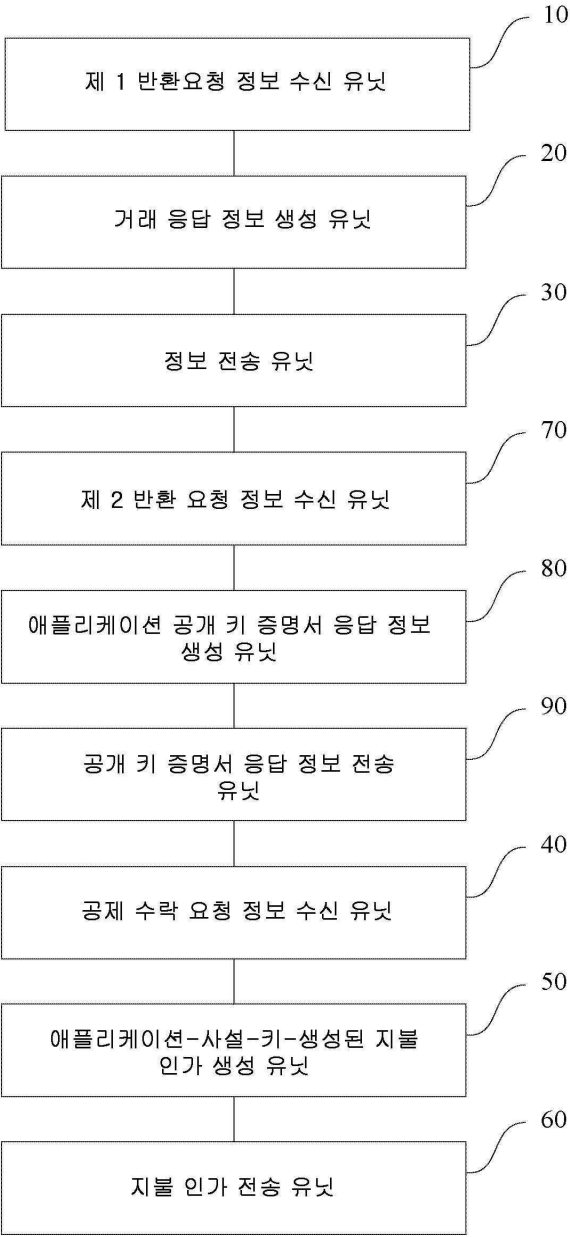 10
제 1 반환요청 정보 수신 유닛
20
거래 응답 정보 생성 유닛
30
정보 전송 유닛
70
제 2 반환 요청 정보 수신 유닛
80
애플리케이션 공개 키 증명서 응답 정보
생성 유닛
90
공개 키 증명서 응답 정보 전송
유닛
40
공제 수락 요청 정보 수신 유닛
50
애플리케이션-사설-키-생성된 지불
인가 생성 유닛
60
지불 인가 전송 유닛